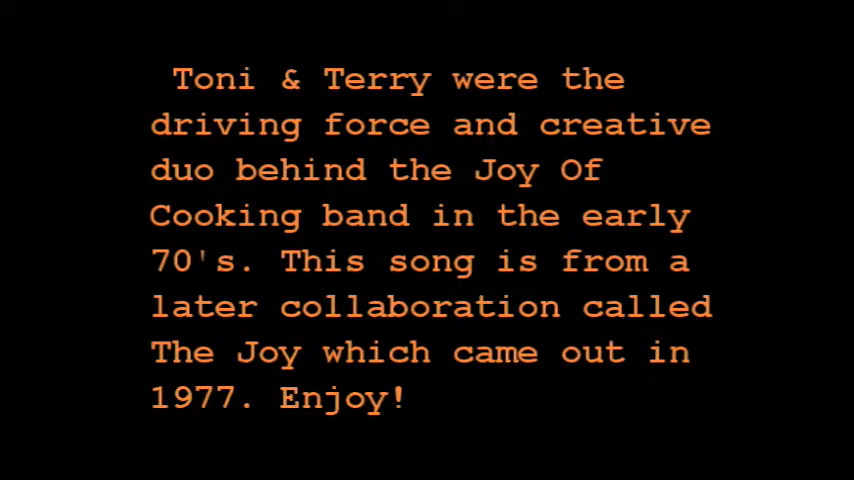 Toni & Terry were the
driving force and creative
duo behind the Joy Of
Cooking band in the early
70's. This song is from a
later collaboration called
The Joy which came out in
1977. Enjoy!